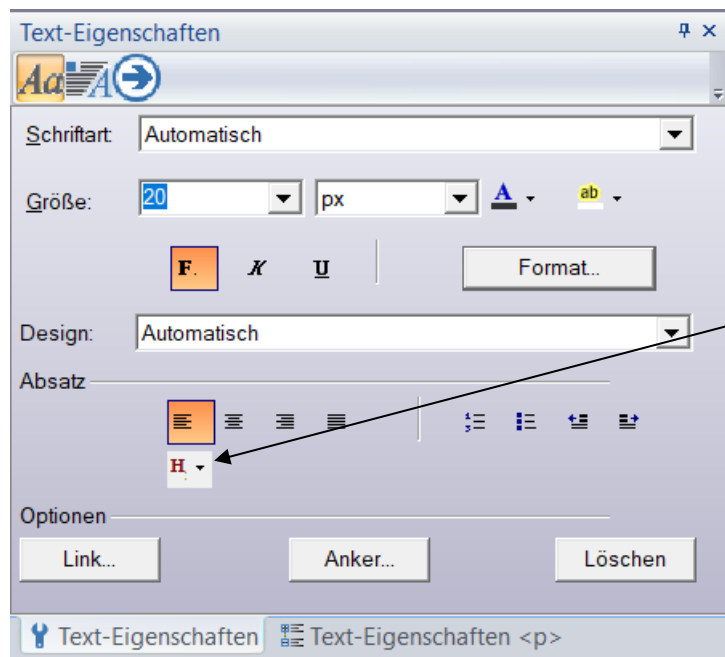 Text-Eigenschaften
Aa A
Schriftart: Automatisch
Größe: 20 px A ab
F. K U Format...
Design: Automatisch
Absatz
H
Optionen
Link... Anker... Löschen
Text-Eigenschaften Text-Eigenschaften <p>